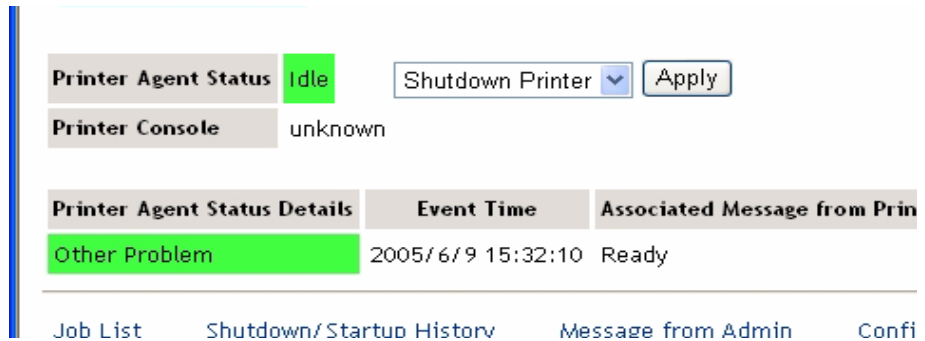 Printer Agent Status Idle Shutdown Printer Apply
Printer Console unknown
Printer Agent Status Details Event Time Associated Message from Prin
Other Problem 2005/6/9 15:32:10 Ready
Job List Shutdown/Startup History Message from Admin Confi